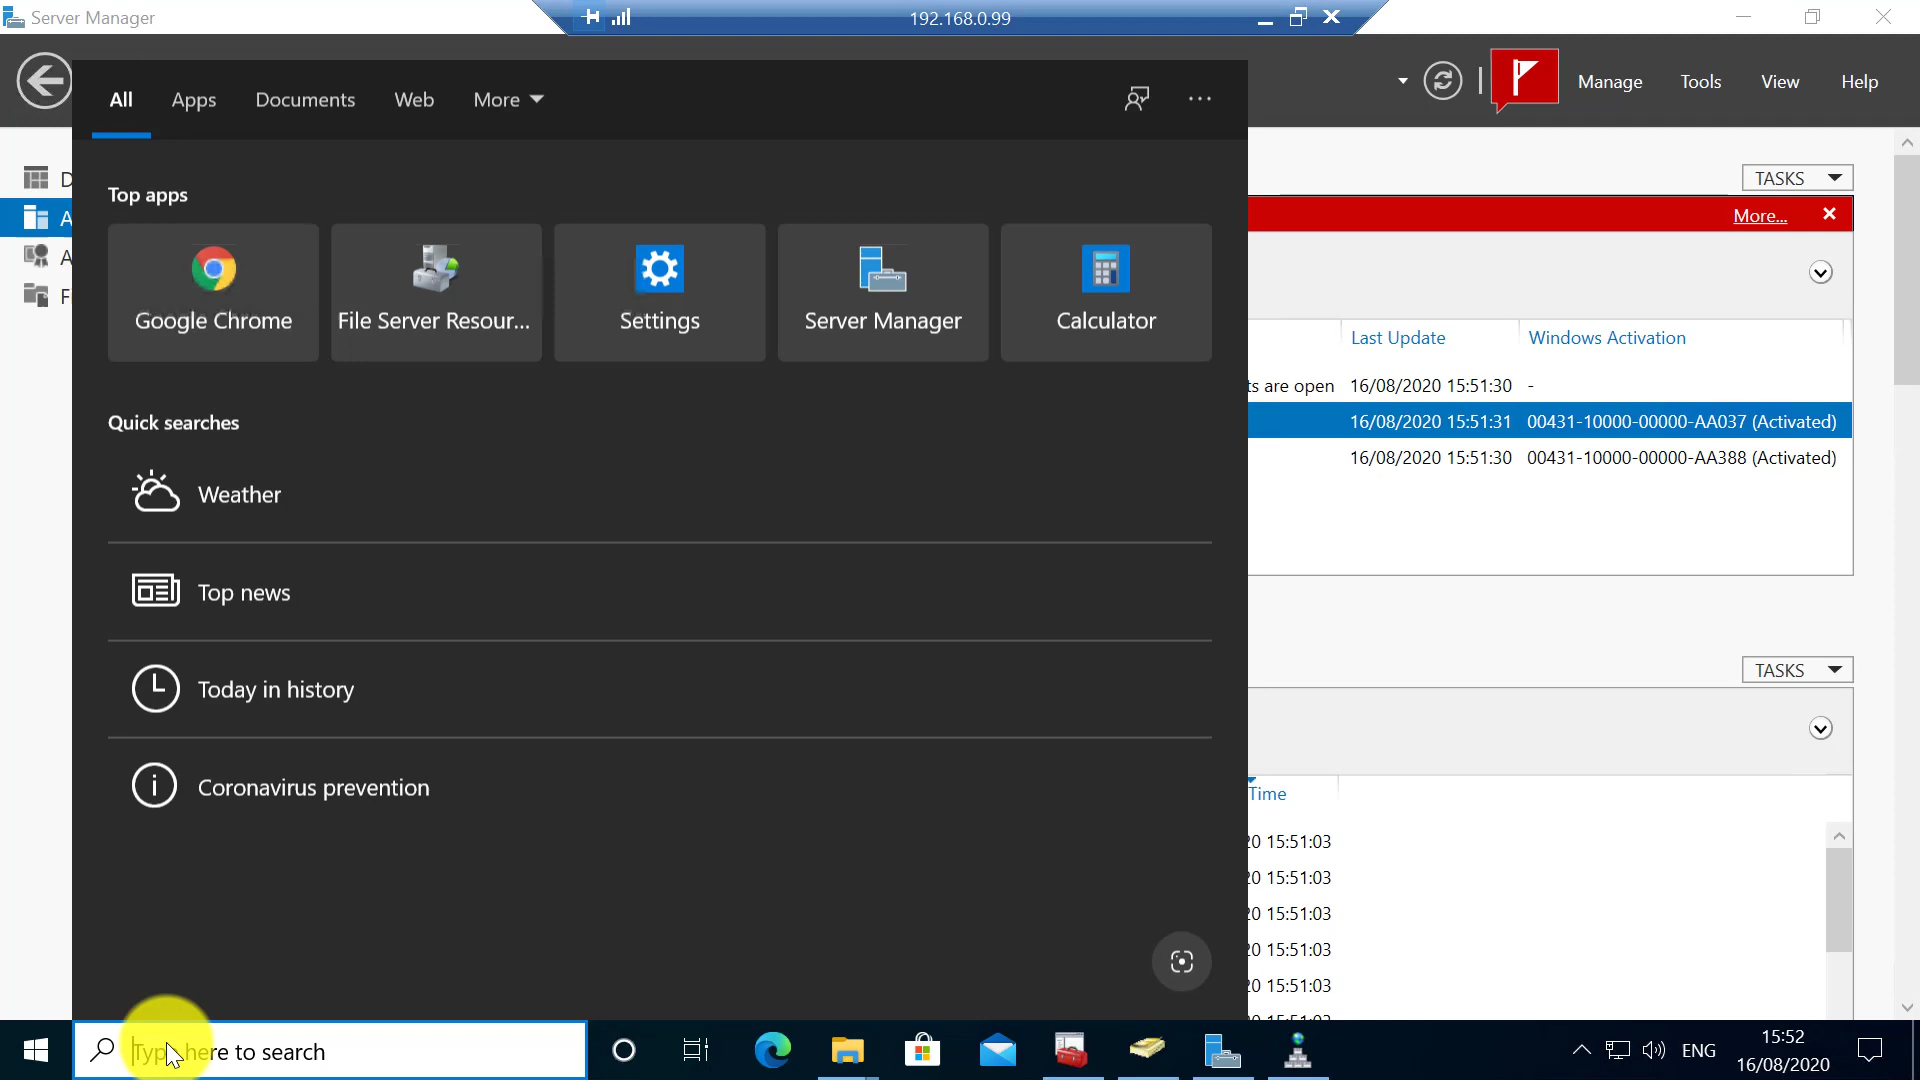 Server Manager
192.168.0.99
Manage Tools View Help
All Apps Documents Web More
TASKS
More...
Top apps
Google Chrome
File Server Resour...
Settings
Server Manager
Calculator
Last Update Windows Activation
ts are open 16/08/2020 15:51:30 -
16/08/2020 15:51:31 00431-10000-00000-AA037 (Activated)
16/08/2020 15:51:30 00431-10000-00000-AA388 (Activated)
Quick searches
Weather
Top news
Today in history
Coronavirus prevention
TASKS
Time
20 15:51:03
20 15:51:03
20 15:51:03
20 15:51:03
20 15:51:03
Type here to search
ENG
15:52
16/08/2020